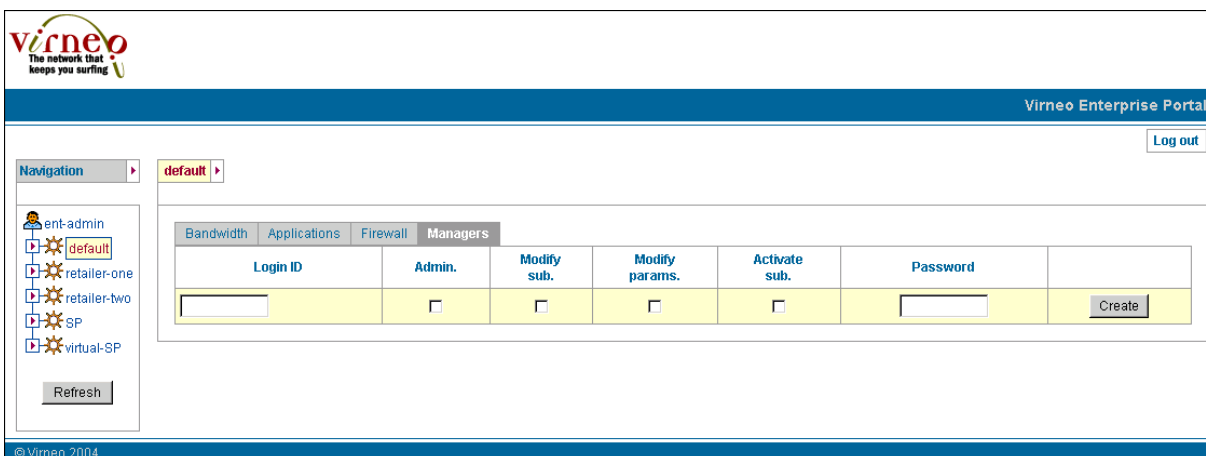 Virneo
The network that
keeps you surfing
Virneo Enterprise Portal
Log out
Navigation
default
ent-admin
default
retailer-one
retailer-two
SP
virtual-SP
Refresh
Bandwidth Applications Firewall Managers
Login ID Admin. Modify sub. Modify params. Activate sub. Password
Create
© Virneo 2004